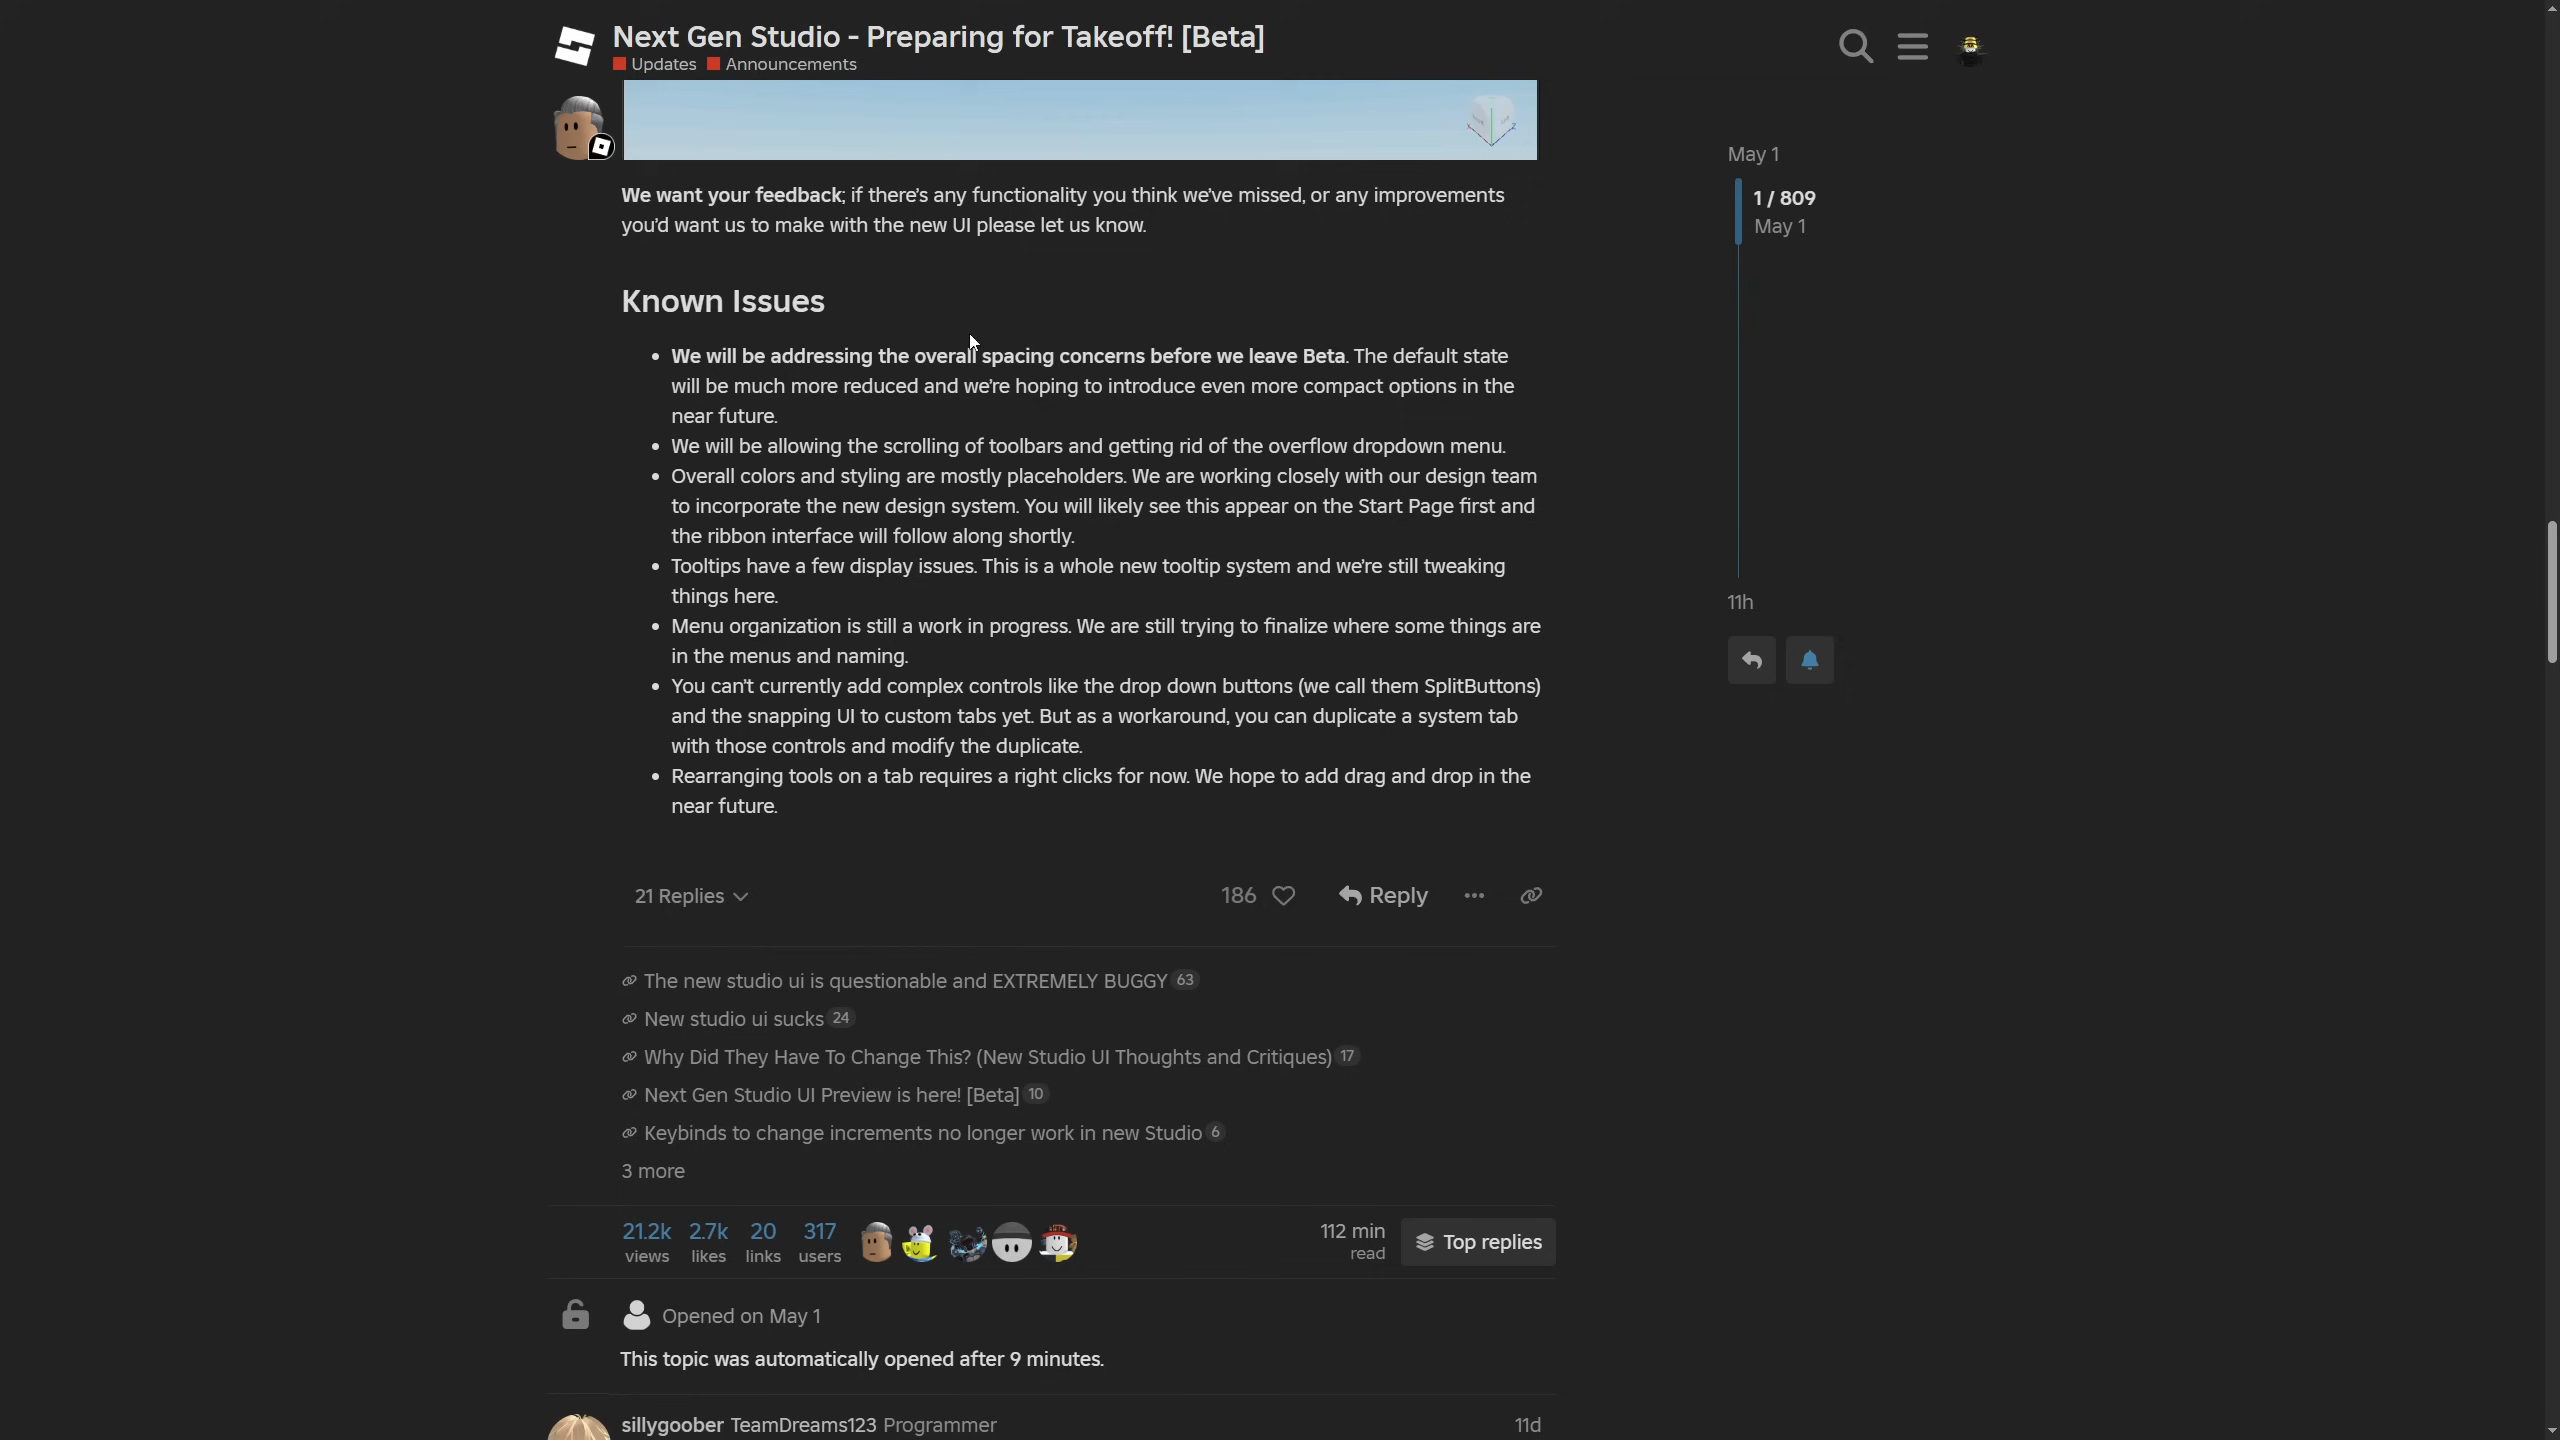 Next Gen Studio - Preparing for Takeoff! [Beta]
Updates Announcements
We want your feedback; if there's any functionality you think we've missed, or any improvements
you'd want us to make with the new UI please let us know.
May 1
1 / 809
May 1
11h
Known Issues
• We will be addressing the overall spacing concerns before we leave Beta. The default state
will be much more reduced and we're hoping to introduce even more compact options in the
near future.
• We will be allowing the scrolling of toolbars and getting rid of the overflow dropdown menu.
• Overall colors and styling are mostly placeholders. We are working closely with our design team
to incorporate the new design system. You will likely see this appear on the Start Page first and
the ribbon interface will follow along shortly.
• Tooltips have a few display issues. This is a whole new tooltip system and we're still tweaking
things here.
• Menu organization is still a work in progress. We are still trying to finalize where some things are
in the menus and naming.
• You can't currently add complex controls like the drop down buttons (we call them SplitButtons)
and the snapping UI to custom tabs yet. But as a workaround, you can duplicate a system tab
with those controls and modify the duplicate.
• Rearranging tools on a tab requires a right clicks for now. We hope to add drag and drop in the
near future.
21 Replies 186 Reply
The new studio ui is questionable and EXTREMELY BUGGY 63
New studio ui sucks 24
Why Did They Have To Change This? (New Studio UI Thoughts and Critiques) 17
Next Gen Studio UI Preview is here! [Beta] 10
Keybinds to change increments no longer work in new Studio 6
3 more
21.2k 2.7k 20 317 112 min
views likes links users read
Top replies
Opened on May 1
This topic was automatically opened after 9 minutes.
sillygoober TeamDreams123 Programmer 11d